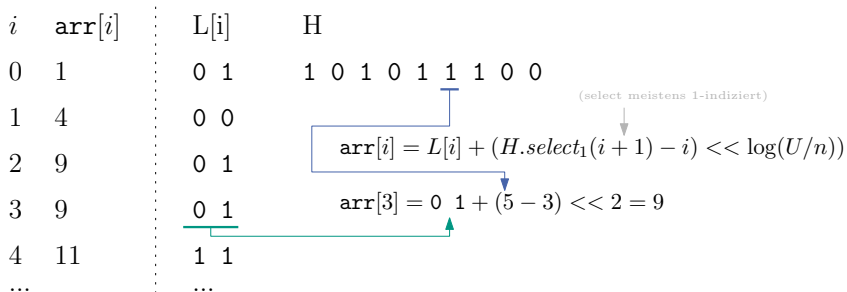 i arr[i] L[i] H
0 1 0 1 1 0 1 0 1 1 1 1 0 0
(select meistens 1-indiziert)
1 4 0 0
arr[i] = L[i] + (H.select₁(i + 1) − i) << log(U/n))
2 9 0 1
3 9 0 1 arr[3] = 0 1 + (5 − 3) << 2 = 9
4 11 1 1
... ...